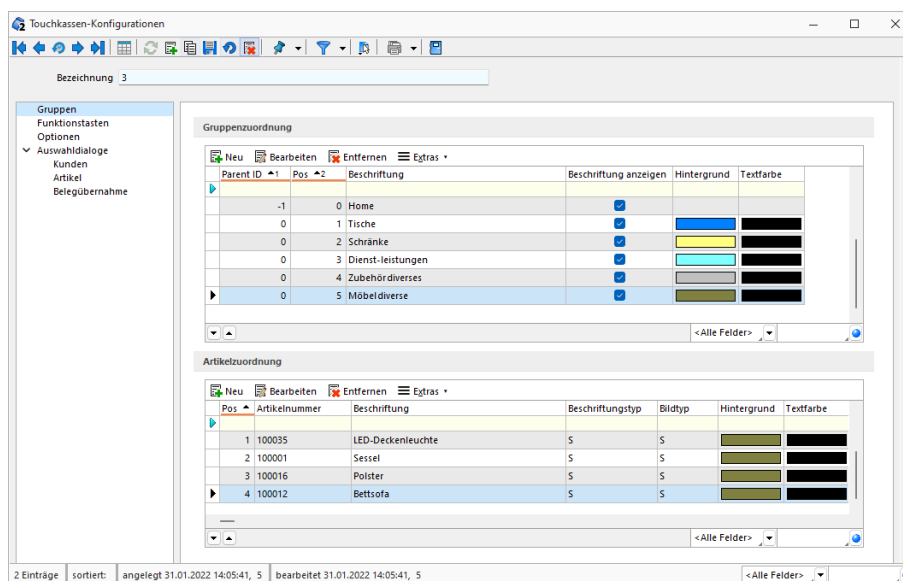 Touchkassen-Konfigurationen
Bezeichnung 3
Gruppen
Funktionstasten
Optionen
Auswahldialoge
Kunden
Artikel
Belegübernahme
Gruppenzuordnung
Neu Bearbeiten Entfernen Extras
Parent ID 1 Pos 2 Beschriftung Beschriftung anzeigen Hintergrund Textfarbe
-1 0 Home
0 1 Tische
0 2 Schränke
0 3 Dienst-leistungen
0 4 Zubehördiverses
0 5 Möbeldiverse
<Alle Felder>
Artikelzuordnung
Neu Bearbeiten Entfernen Extras
Pos Artikelnummer Beschriftung Beschriftungstyp Bildtyp Hintergrund Textfarbe
1 100035 LED-Deckenleuchte S S
2 100001 Sessel S S
3 100016 Polster S S
4 100012 Bettsofa S S
<Alle Felder>
2 Einträge sortiert: angelegt 31.01.2022 14:05:41, 5 bearbeitet 31.01.2022 14:05:41, 5 <Alle Felder>